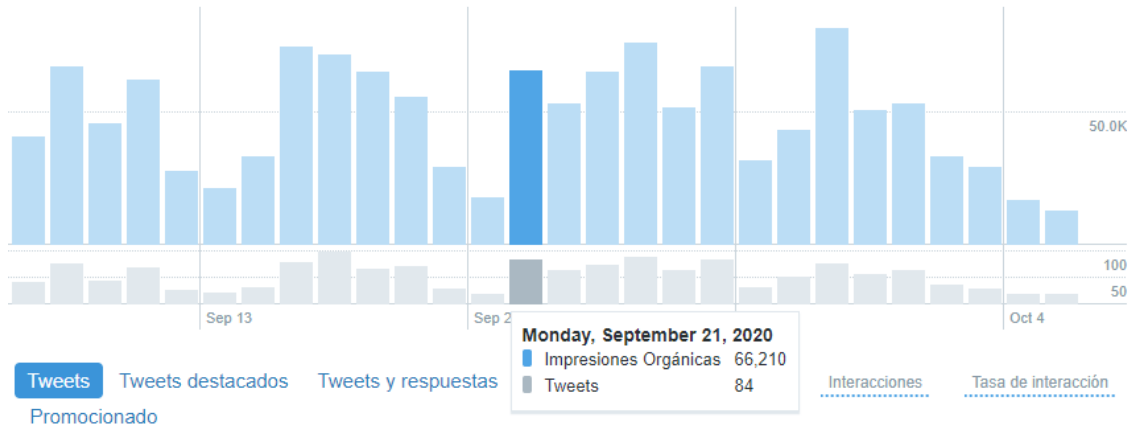 50.0K
100
50
Sep 13
Sep 2
Oct 4
Monday, September 21, 2020
Impresiones Orgánicas 66,210
Tweets 84
Tweets Tweets destacados Tweets y respuestas Interacciones Tasa de interacción
Promocionado